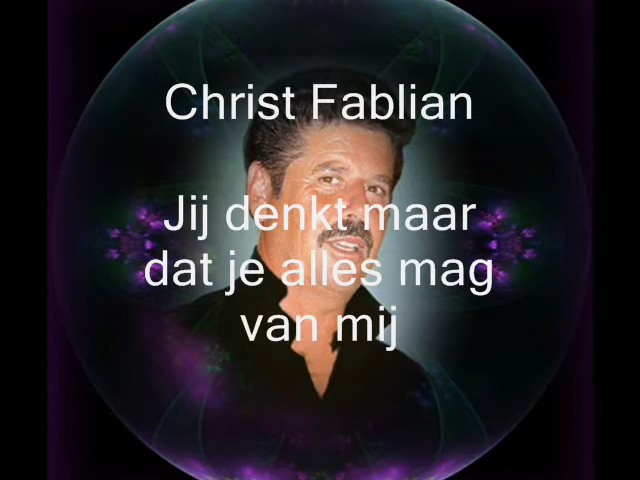 Christ Fablian
Jij denkt maar
dat je alles mag
van mij